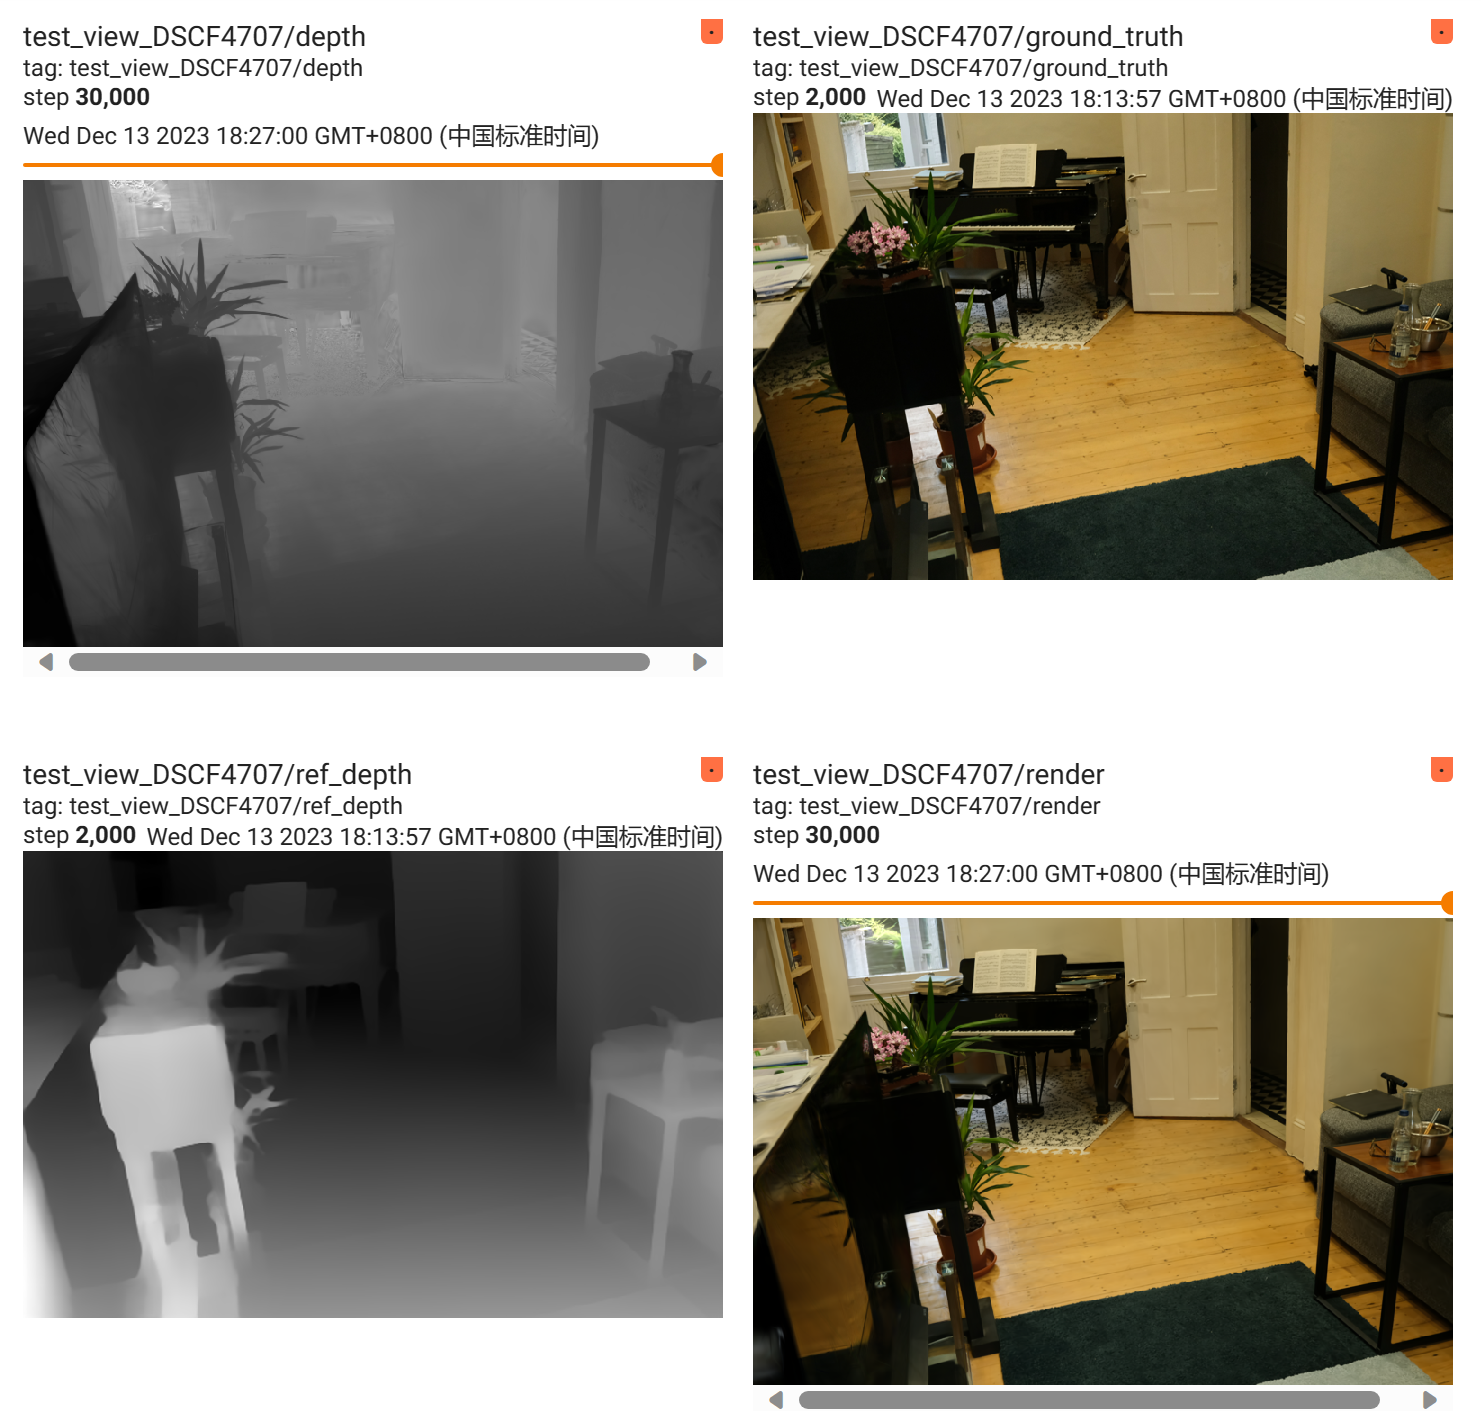 test_view_DSCF4707/depth
tag: test_view_DSCF4707/depth
step 30,000
Wed Dec 13 2023 18:27:00 GMT+0800 (中国标准时间)
test_view_DSCF4707/ground_truth
tag: test_view_DSCF4707/ground_truth
step 2,000 Wed Dec 13 2023 18:13:57 GMT+0800 (中国标准时间)
test_view_DSCF4707/ref_depth
tag: test_view_DSCF4707/ref_depth
step 2,000 Wed Dec 13 2023 18:13:57 GMT+0800 (中国标准时间)
test_view_DSCF4707/render
tag: test_view_DSCF4707/render
step 30,000
Wed Dec 13 2023 18:27:00 GMT+0800 (中国标准时间)